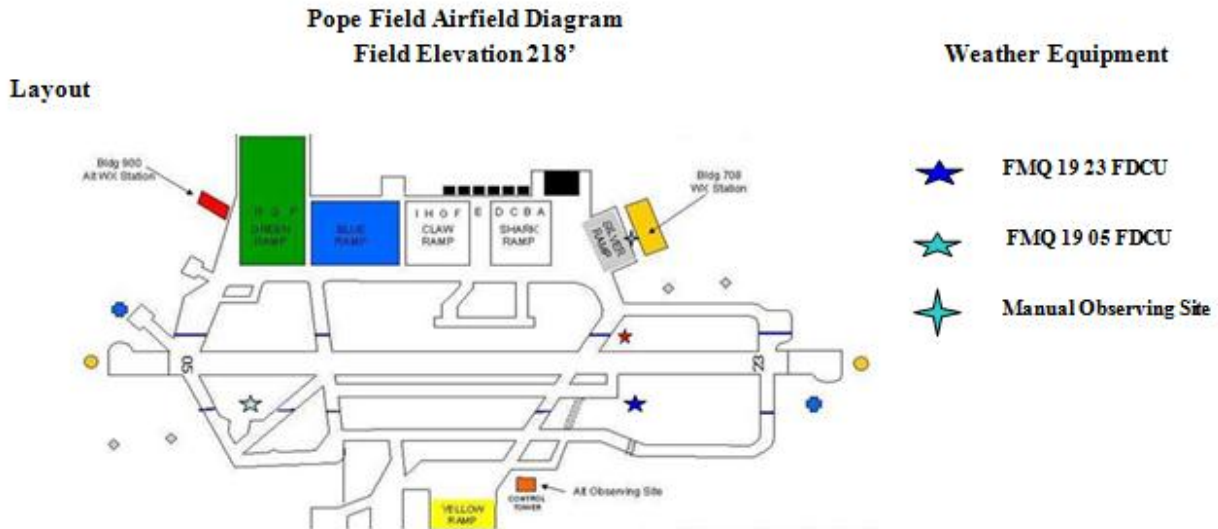 Pope Field Airfield Diagram
Field Elevation 218’
Weather Equipment
Layout
Bldg 900
Alt WX Station
Bldg 708
WX Station
FMQ 19 23 FDCU
FMQ 19 05 FDCU
Manual Observing Site
GREEN
RAMP
BLUE
RAMP
I H G F
CLAW
RAMP
E
D C B A
SHARK
RAMP
SILVER
RAMP
05
23
Alt Observing Site
CONTROL
TOWER
YELLOW
RAMP